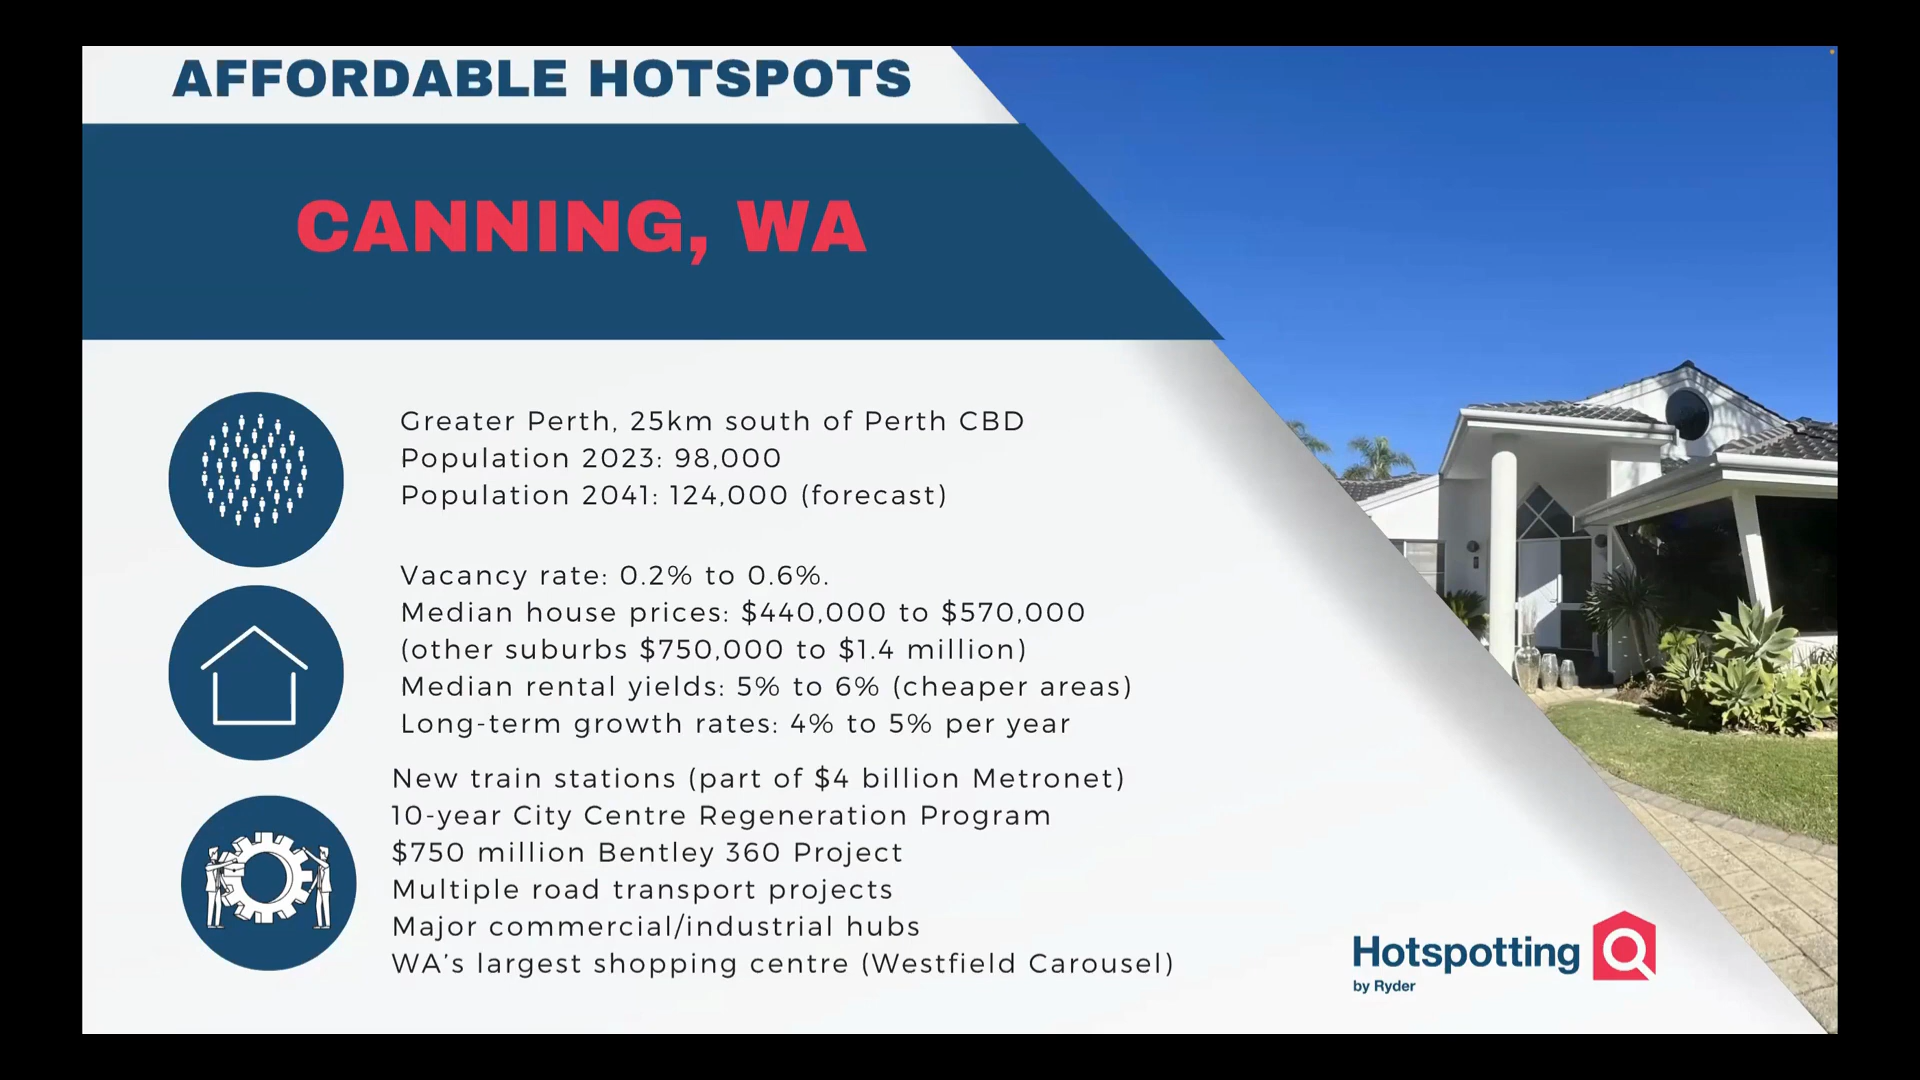 AFFORDABLE HOTSPOTS
CANNING, WA
Greater Perth, 25km south of Perth CBD
Population 2023: 98,000
Population 2041: 124,000 (forecast)
Vacancy rate: 0.2% to 0.6%.
Median house prices: $440,000 to $570,000
(other suburbs $750,000 to $1.4 million)
Median rental yields: 5% to 6% (cheaper areas)
Long-term growth rates: 4% to 5% per year
New train stations (part of $4 billion Metronet)
10-year City Centre Regeneration Program
$750 million Bentley 360 Project
Multiple road transport projects
Major commercial/industrial hubs
WA's largest shopping centre (Westfield Carousel)
Hotspotting
by Ryder